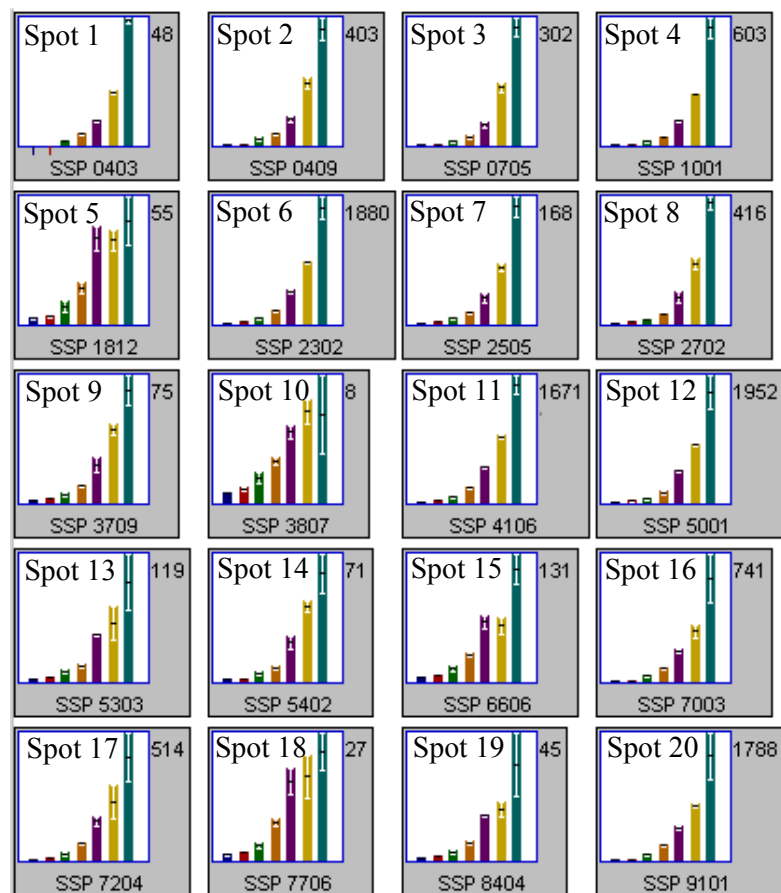 Spot 1 48
SSP 0403
Spot 2 403
SSP 0409
Spot 3 302
SSP 0705
Spot 4 603
SSP 1001
Spot 5 55
SSP 1812
Spot 6 1880
SSP 2302
Spot 7 168
SSP 2505
Spot 8 416
SSP 2702
Spot 9 75
SSP 3709
Spot 10 8
SSP 3807
Spot 11 1671
SSP 4106
Spot 12 1952
SSP 5001
Spot 13 119
SSP 5303
Spot 14 71
SSP 5402
Spot 15 131
SSP 6606
Spot 16 741
SSP 7003
Spot 17 514
SSP 7204
Spot 18 27
SSP 7706
Spot 19 45
SSP 8404
Spot 20 1788
SSP 9101